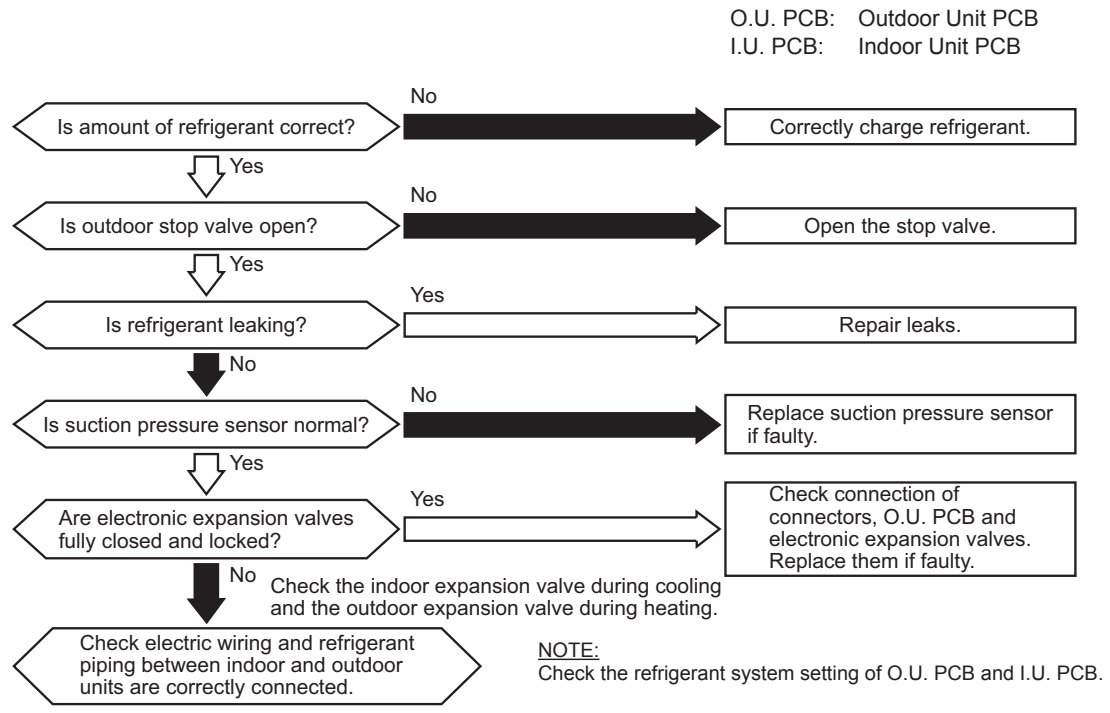 O.U. PCB: Outdoor Unit PCB
I.U. PCB: Indoor Unit PCB
Is amount of refrigerant correct?
No
Correctly charge refrigerant.
Yes
Is outdoor stop valve open?
No
Open the stop valve.
Yes
Is refrigerant leaking?
Yes
Repair leaks.
No
Is suction pressure sensor normal?
No
Replace suction pressure sensor
if faulty.
Yes
Are electronic expansion valves
fully closed and locked?
Yes
Check connection of
connectors, O.U. PCB and
electronic expansion valves.
Replace them if faulty.
No
Check the indoor expansion valve during cooling
and the outdoor expansion valve during heating.
Check electric wiring and refrigerant
piping between indoor and outdoor
units are correctly connected.
NOTE:
Check the refrigerant system setting of O.U. PCB and I.U. PCB.